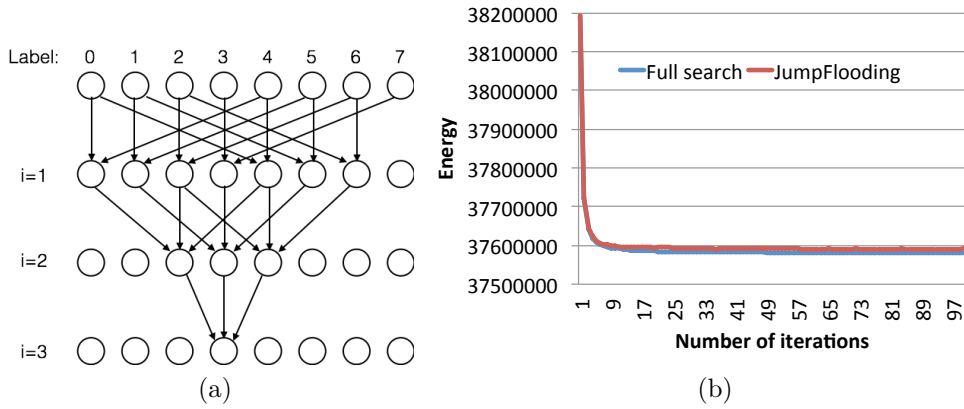 Label: 0 1 2 3 4 5 6 7
i=1
i=2
i=3
(a)
38200000
38100000
38000000
37900000
37800000
37700000
37600000
37500000
Energy
Full search JumpFlooding
1 9 17 25 33 41 49 57 65 73 81 89 97
Number of iterations
(b)